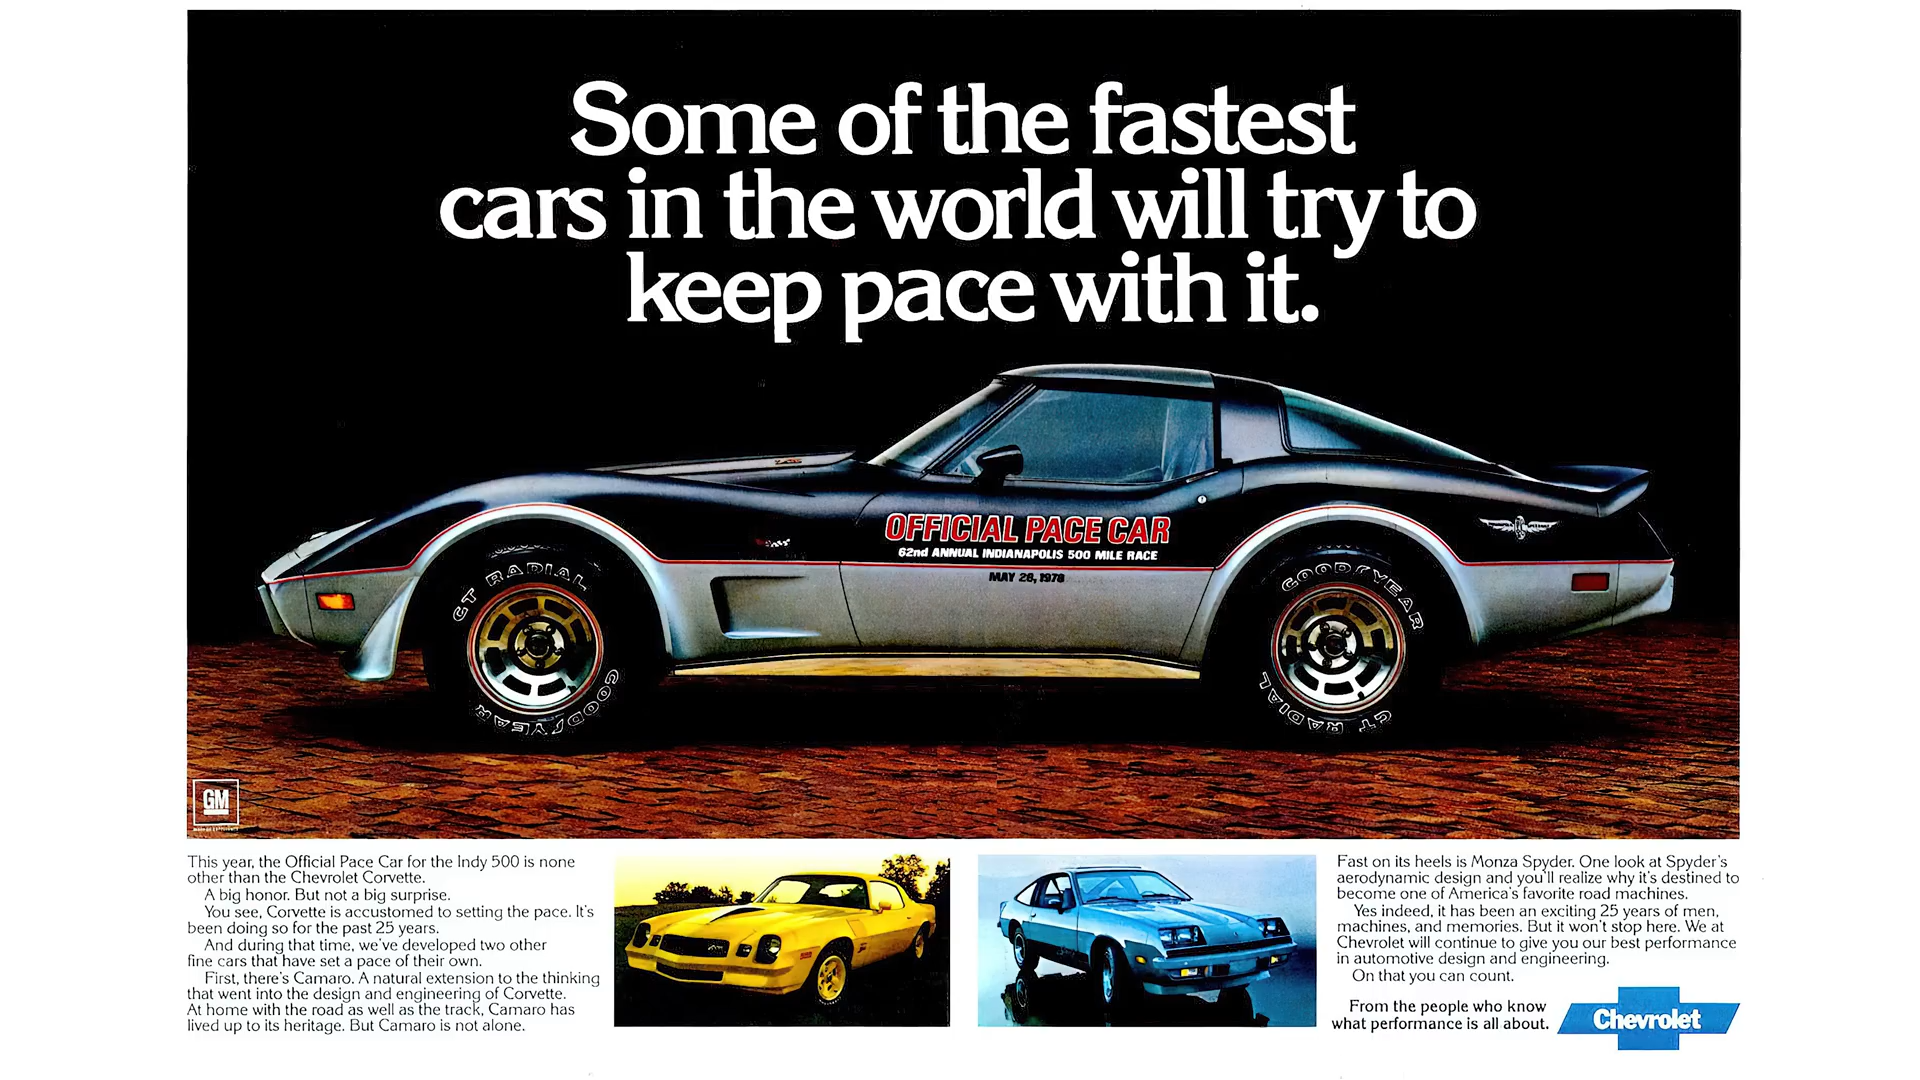 Some of the fastest
cars in the world will try to
keep pace with it.
OFFICIAL PACE CAR
62nd ANNUAL INDIANAPOLIS 500 MILE RACE
MAY 28, 1978
GT RADIAL
GOODYEAR
GOODYEAR
GT RADIAL
GM
This year, the Official Pace Car for the Indy 500 is none
other than the Chevrolet Corvette.
A big honor. But not a big surprise.
You see, Corvette is accustomed to setting the pace. It's
been doing so for the past 25 years.
And during that time, we've developed two other
fine cars that have set a pace of their own.
First, there's Camaro. A natural extension to the thinking
that went into the design and engineering of Corvette.
At home with the road as well as the track, Camaro has
lived up to its heritage. But Camaro is not alone.
Fast on its heels is Monza Spyder. One look at Spyder's
aerodynamic design and you'll realize why it's destined to
become one of America's favorite road machines.
Yes indeed, it has been an exciting 25 years of men,
machines, and memories. But it won't stop here. We at
Chevrolet will continue to give you our best performance
in automotive design and engineering.
On that you can count.
From the people who know
what performance is all about.
Chevrolet